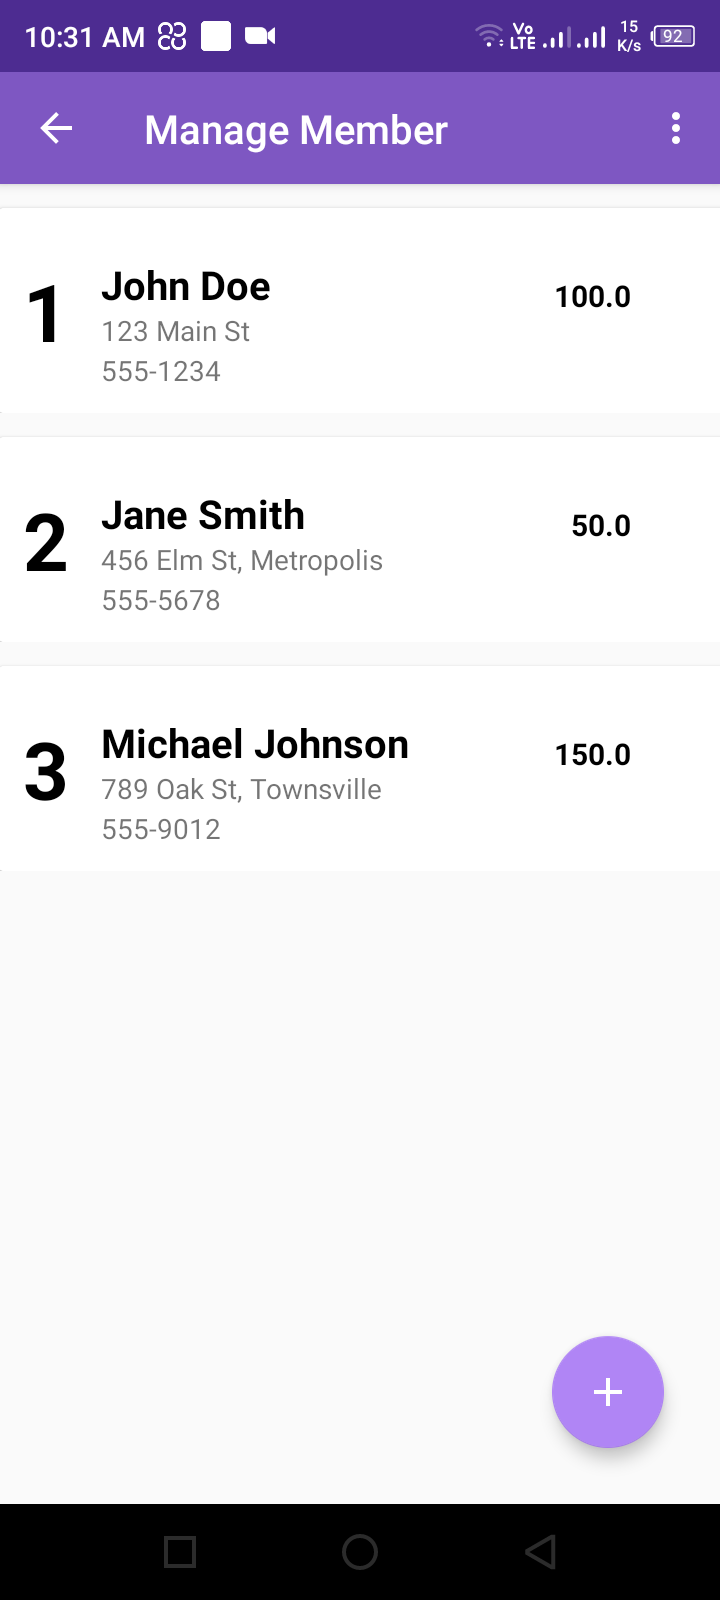 10:31 AM Vo LTE 15 K/s 92
Manage Member
1 John Doe 100.0
123 Main St
555-1234
2 Jane Smith 50.0
456 Elm St, Metropolis
555-5678
3 Michael Johnson 150.0
789 Oak St, Townsville
555-9012